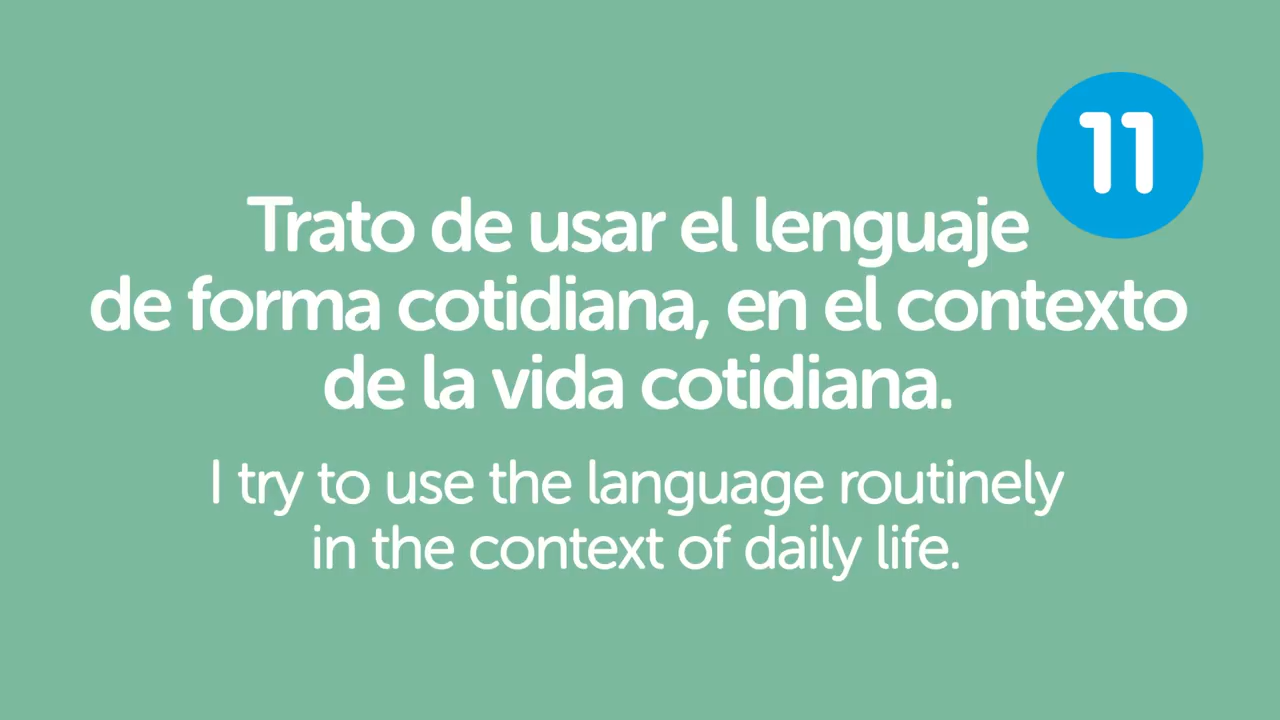 11
Trato de usar el lenguaje
de forma cotidiana, en el contexto
de la vida cotidiana.
I try to use the language routinely
in the context of daily life.